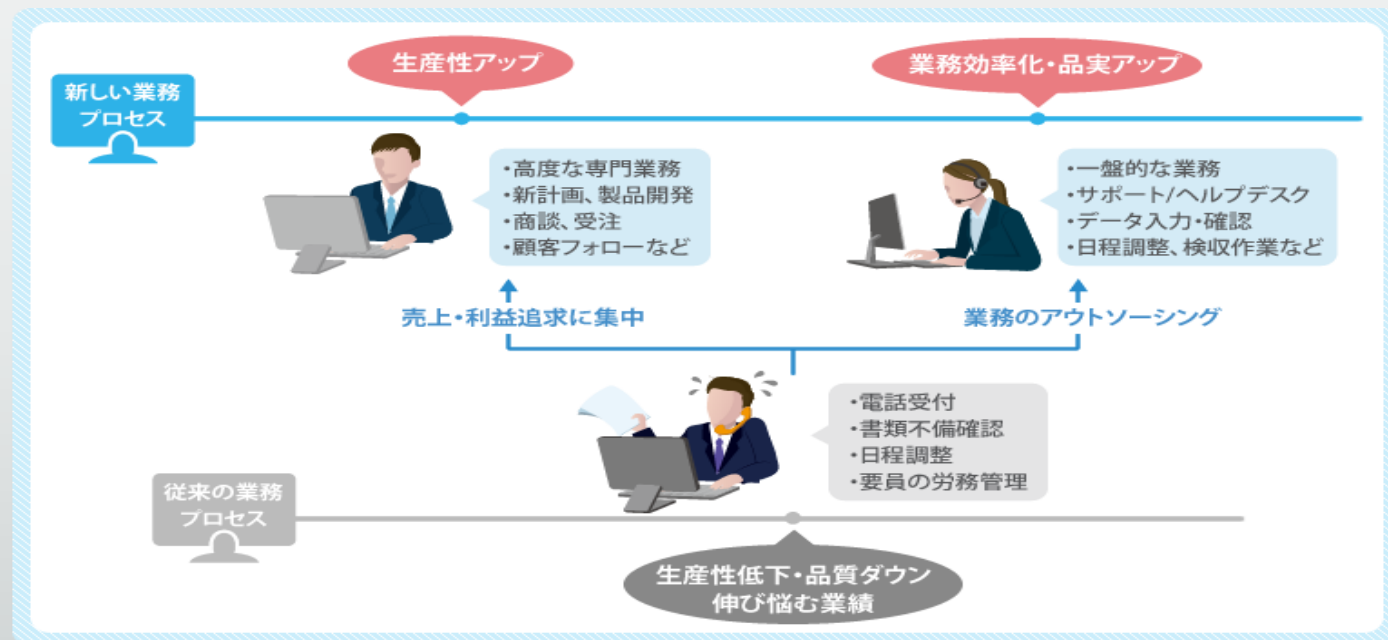 生産性アップ
業務効率化・品実アップ
新しい業務
プロセス
・高度な専門業務
・新計画、製品開発
・商談、受注
・顧客フォローなど
・一盤的な業務
・サポート/ヘルプデスク
・データ入力・確認
・日程調整、検収作業など
売上・利益追求に集中
業務のアウトソーシング
・電話受付
・書類不備確認
・日程調整
・要員の労務管理
従来の業務
プロセス
生産性低下・品質ダウン
伸び悩む業績